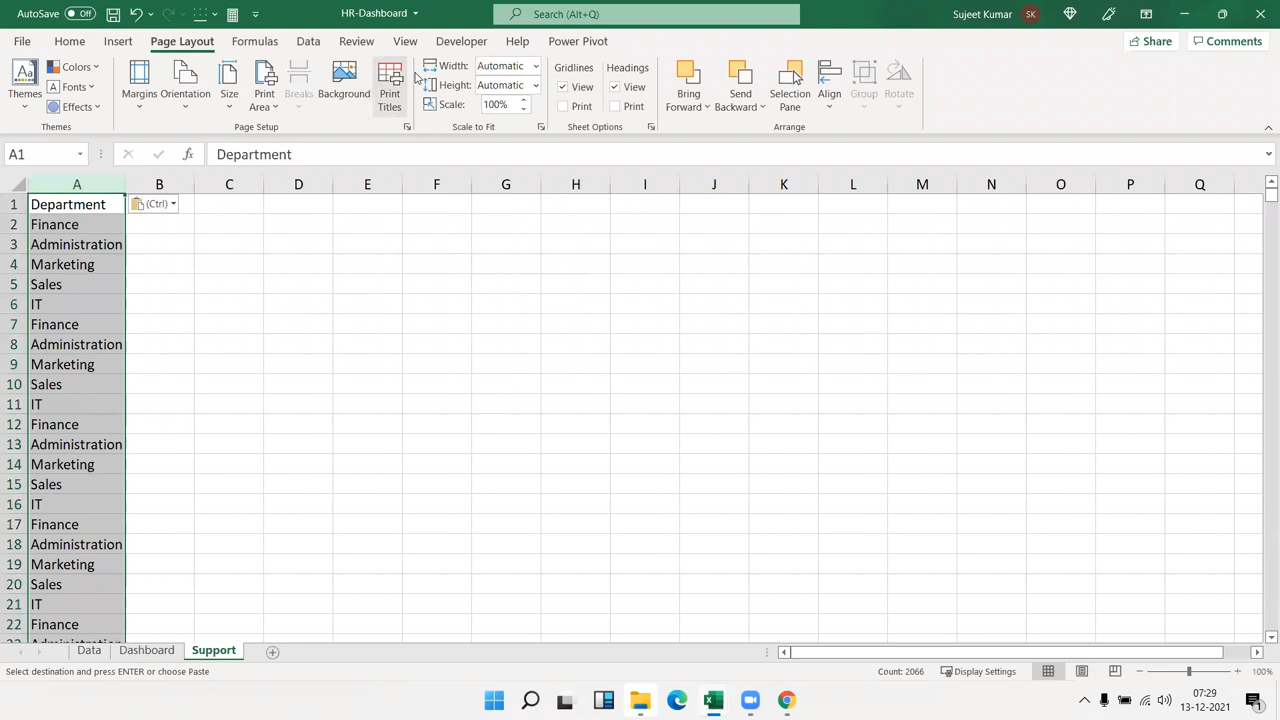 AutoSave Off HR-Dashboard Search (Alt+Q) Sujeet Kumar SK
File Home Insert Page Layout Formulas Data Review View Developer Help Power Pivot Share Comments
Themes Colors Fonts Effects Margins Orientation Size Print Area Breaks Background Print Titles Width: Automatic Height: Automatic Scale: 100% Gridlines View Print Headings View Print Bring Forward Send Backward Selection Pane Align Group Rotate
Themes Page Setup Scale to Fit Sheet Options Arrange
A1 fx Department
A B C D E F G H I J K L M N O P Q
1 Department (Ctrl)
2 Finance
3 Administration
4 Marketing
5 Sales
6 IT
7 Finance
8 Administration
9 Marketing
10 Sales
11 IT
12 Finance
13 Administration
14 Marketing
15 Sales
16 IT
17 Finance
18 Administration
19 Marketing
20 Sales
21 IT
22 Finance
23 Administration
Data Dashboard Support
Select destination and press ENTER or choose Paste Count: 2066 Display Settings 100%
07:29
13-12-2021
1